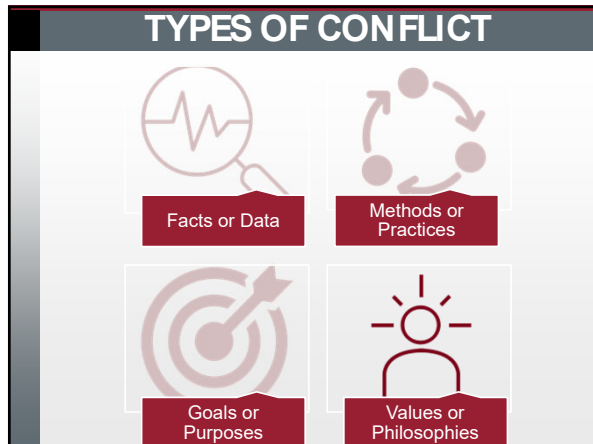 TYPES OF CONFLICT
Facts or Data
Methods or
Practices
Goals or
Purposes
Values or
Philosophies